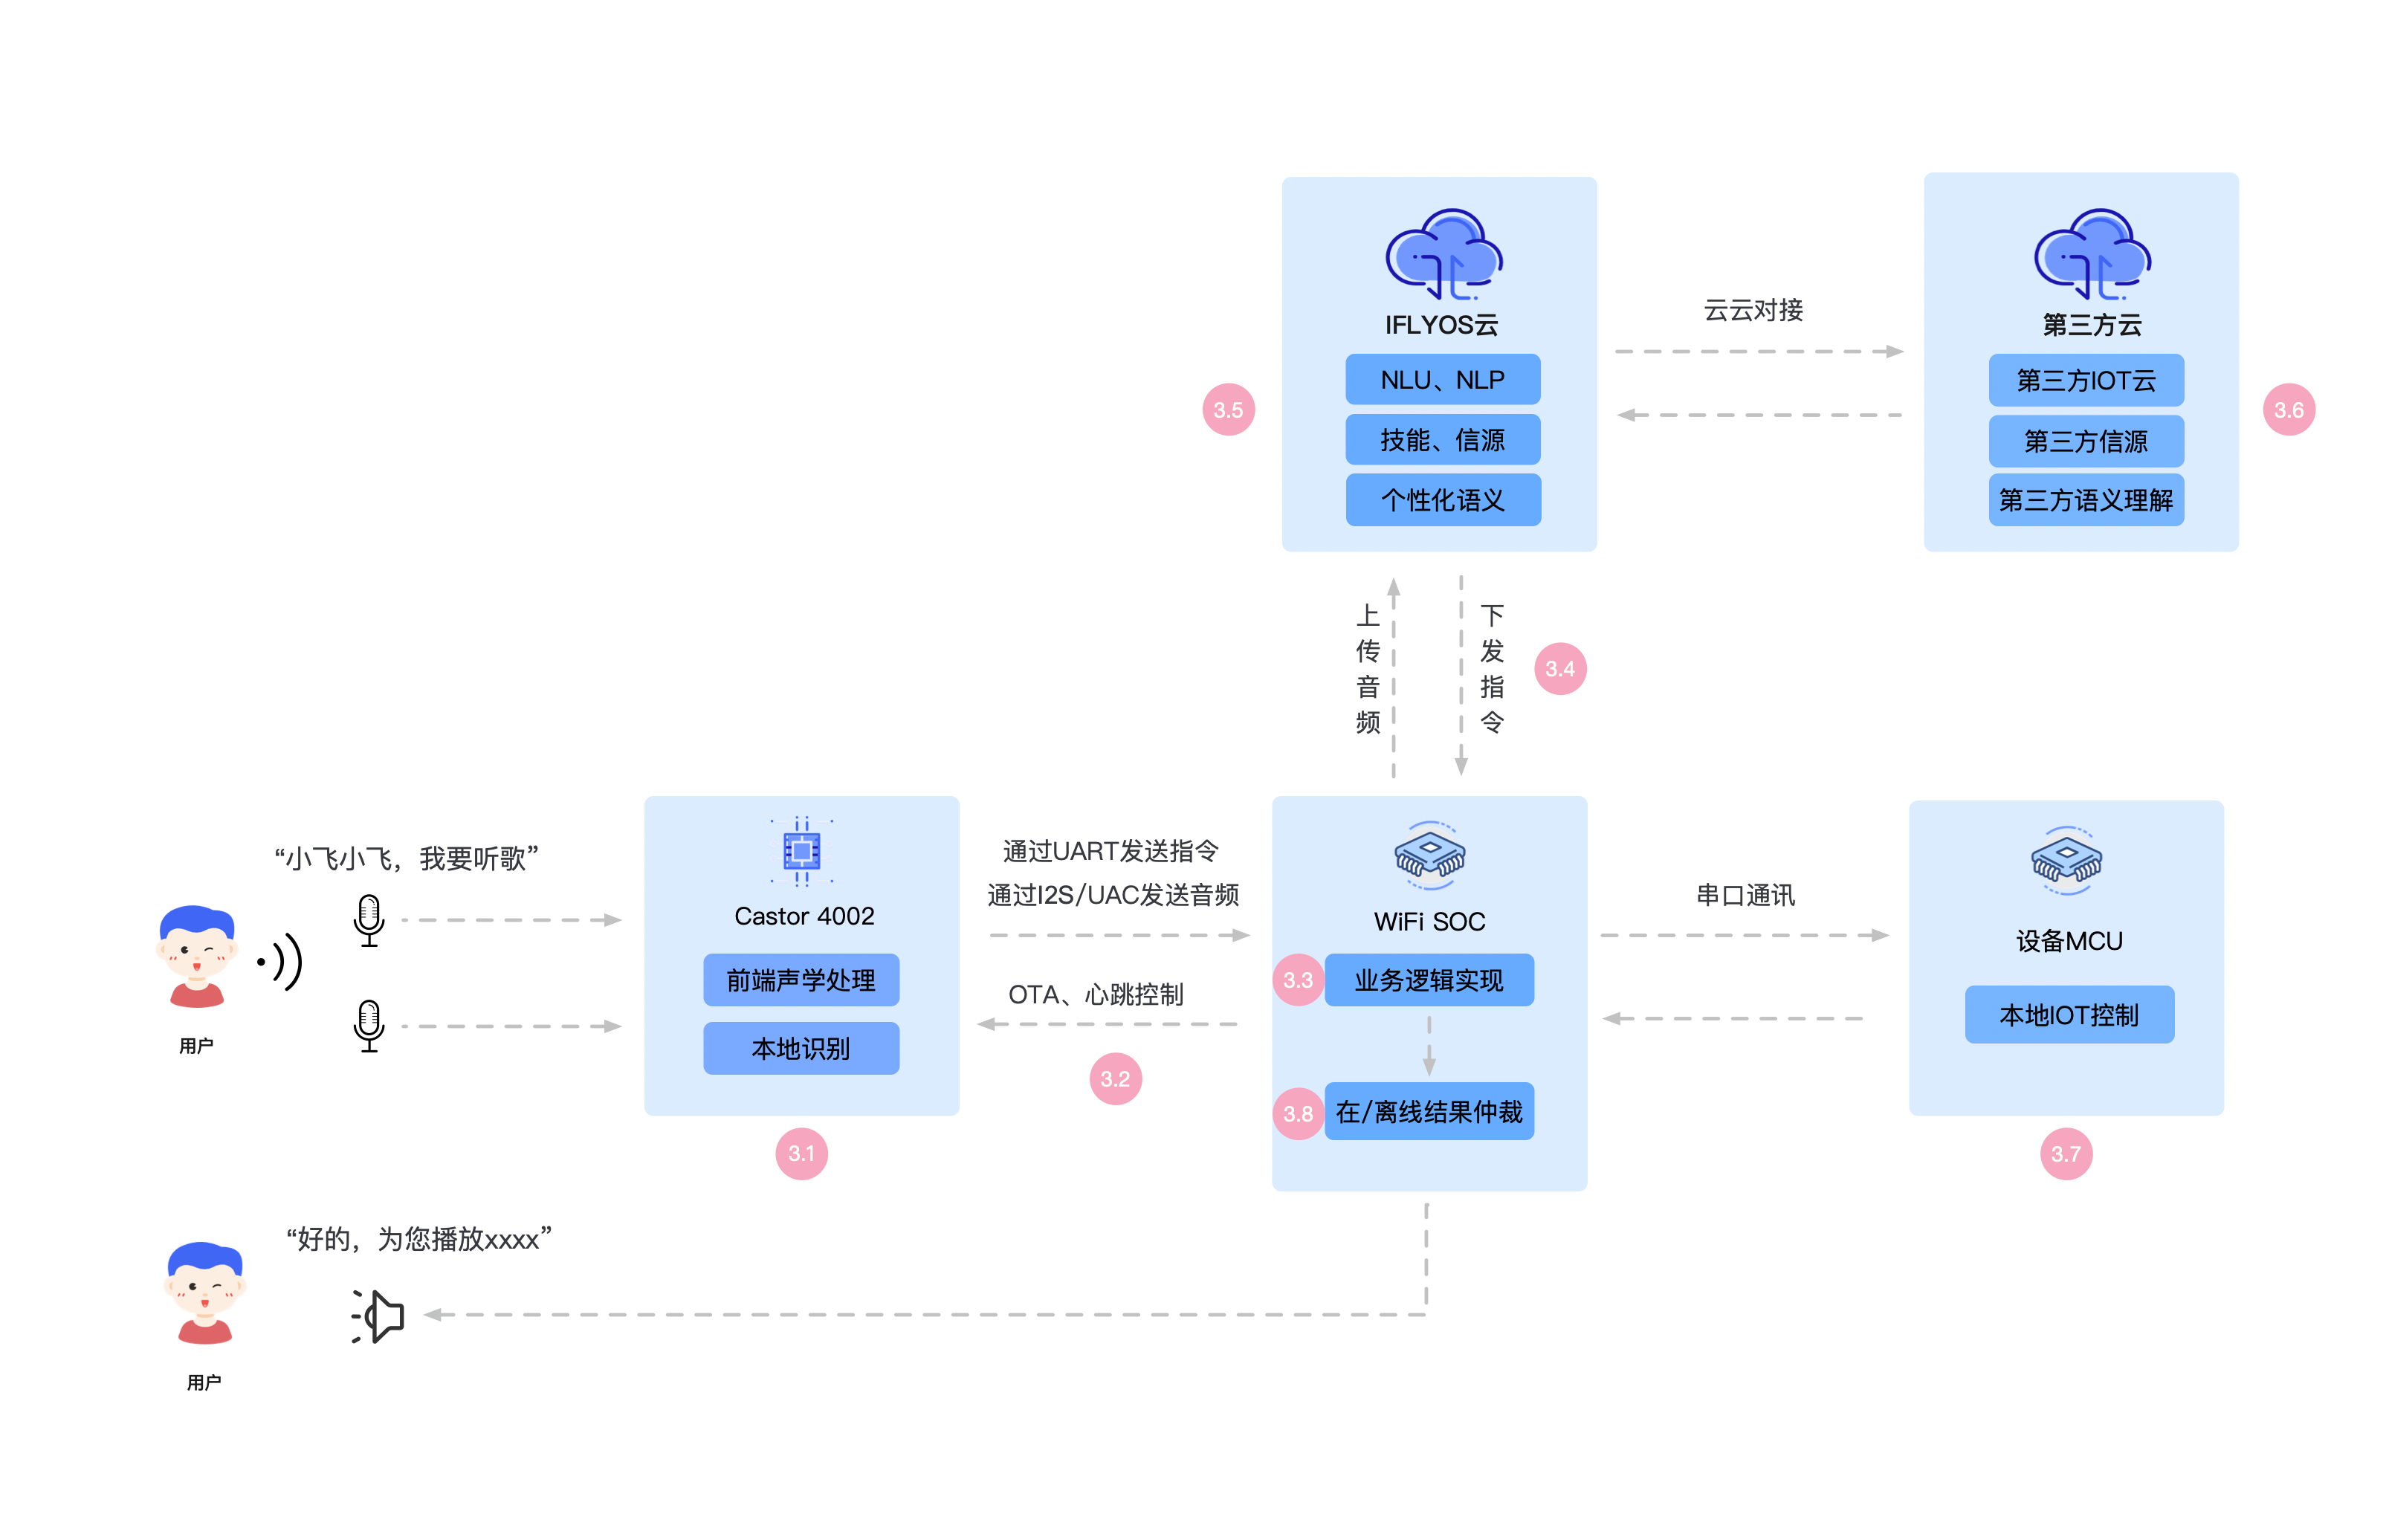 IFLYOS云
NLU、NLP
技能、信源
个性化语义
3.5
云云对接
第三方云
第三方IOT云
第三方信源
第三方语义理解
3.6
上传音频
下发指令
3.4
“小飞小飞，我要听歌”
用户
Castor 4002
前端声学处理
本地识别
3.1
通过UART发送指令
通过I2S/UAC发送音频
OTA、心跳控制
3.2
WiFi SOC
3.3
业务逻辑实现
3.8
在/离线结果仲裁
串口通讯
设备MCU
本地IOT控制
3.7
“好的，为您播放xxxx”
用户